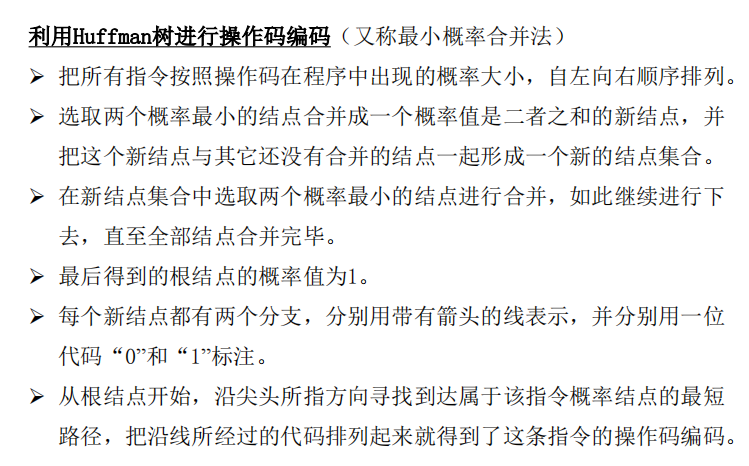 利用Huffman树进行操作码编码（又称最小概率合并法）
➢ 把所有指令按照操作码在程序中出现的概率大小，自左向右顺序排列。
➢ 选取两个概率最小的结点合并成一个概率值是二者之和的新结点，并
把这个新结点与其它还没有合并的结点一起形成一个新的结点集合。
➢ 在新结点集合中选取两个概率最小的结点进行合并，如此继续进行下
去，直至全部结点合并完毕。
➢ 最后得到的根结点的概率值为1。
➢ 每个新结点都有两个分支，分别用带有箭头的线表示，并分别用一位
代码“0”和“1”标注。
➢ 从根结点开始，沿尖头所指方向寻找到达属于该指令概率结点的最短
路径，把沿线所经过的代码排列起来就得到了这条指令的操作码编码。